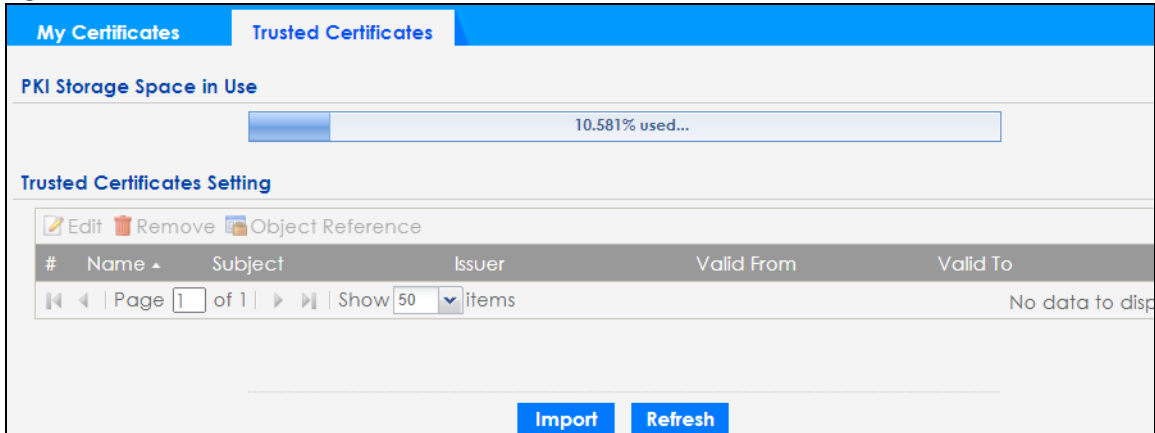 My Certificates Trusted Certificates
PKI Storage Space in Use
10.581% used...
Trusted Certificates Setting
Edit Remove Object Reference
# Name Subject Issuer Valid From Valid To
Page 1 of 1 Show 50 items No data to disp
Import Refresh